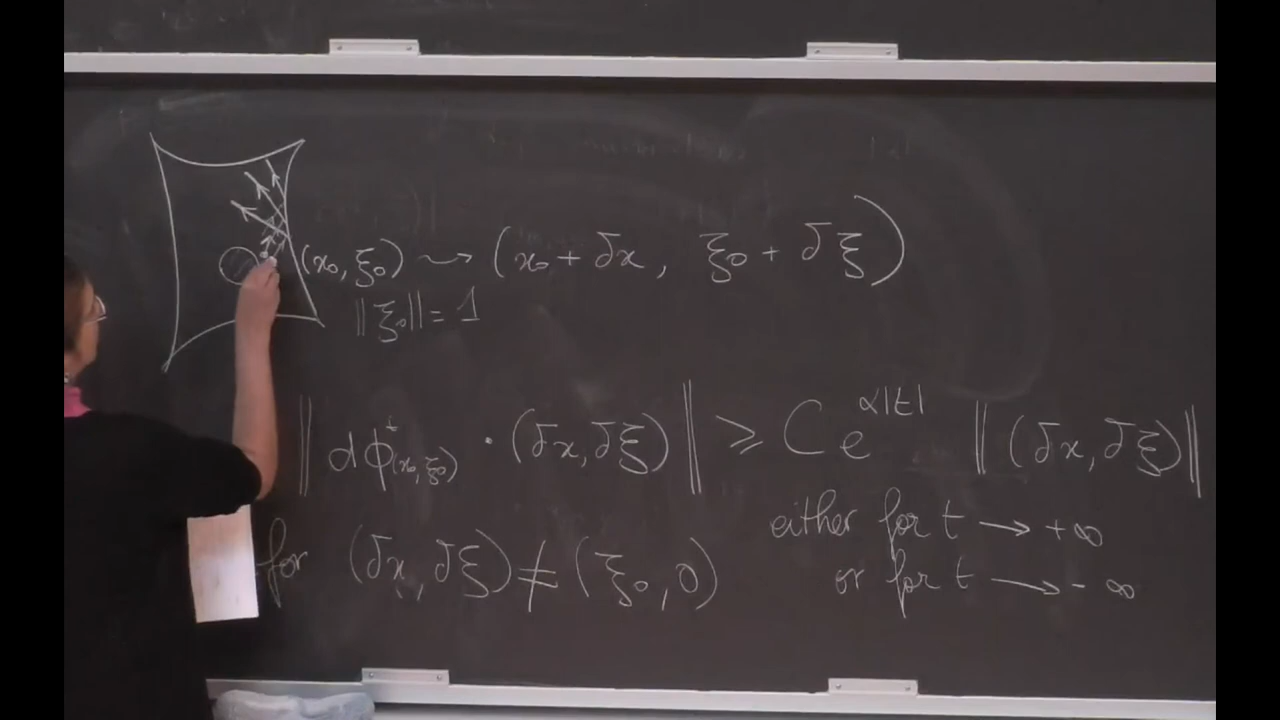 (x₀, ξ₀) ⇝ (x₀ + δx, ξ₀ + δξ)
‖ξ₀‖ = 1
‖dϕᵗ_(x₀, ξ₀) · (δx, δξ)‖ ⩾ C e^{α|t|} ‖(δx, δξ)‖
for (δx, δξ) ≠ (ξ₀, 0)
either for t → +∞
or for t → -∞